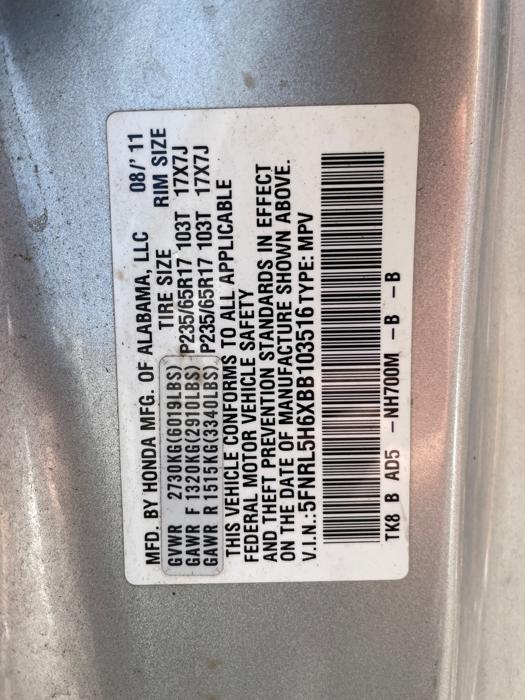 MFD. BY HONDA MFG. OF ALABAMA, LLC 08/' 11
GVWR 2730KG(6019LBS) TIRE SIZE RIM SIZE
GAWR F 1320KG(2910LBS) P235/65R17 103T 17X7J
GAWR R 1515KG(3340LBS) P235/65R17 103T 17X7J
THIS VEHICLE CONFORMS TO ALL APPLICABLE
FEDERAL MOTOR VEHICLE SAFETY
AND THEFT PREVENTION STANDARDS IN EFFECT
ON THE DATE OF MANUFACTURE SHOWN ABOVE.
V.I.N.:5FNRL5H6XBB103516 TYPE: MPV
TK8 B AD5 -NH700M -B -B